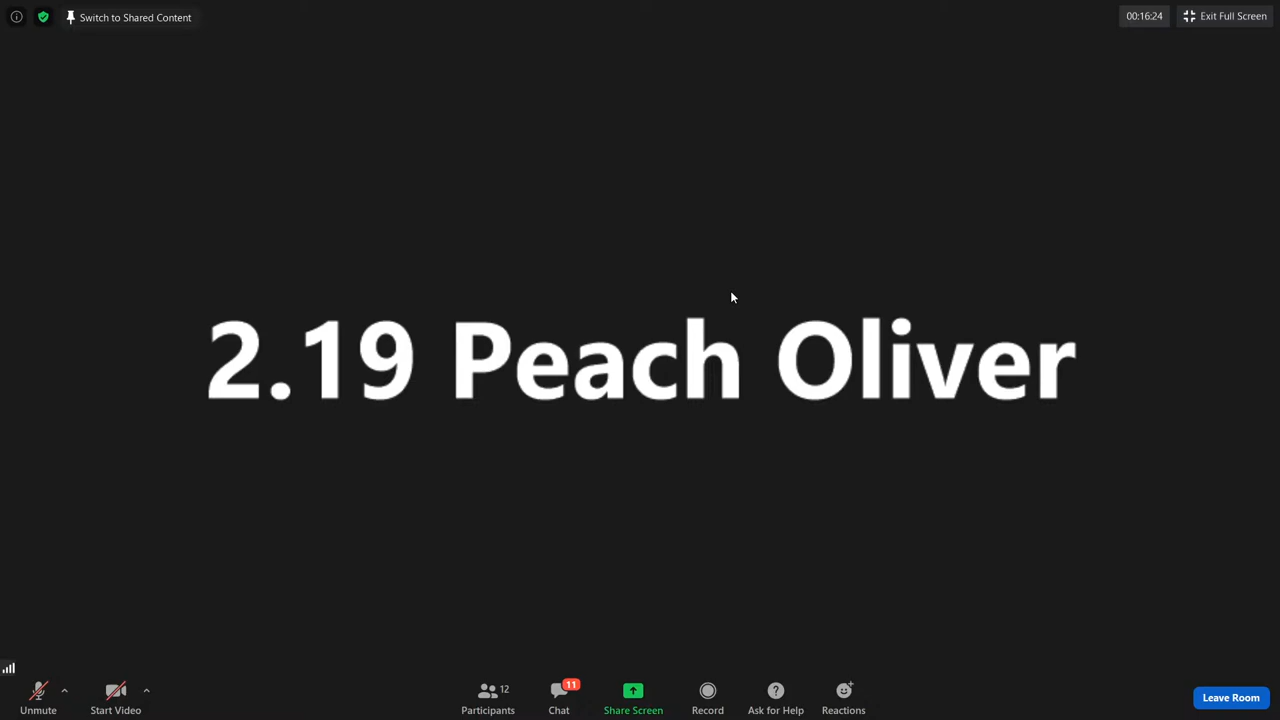 Switch to Shared Content
00:16:24
Exit Full Screen
2.19 Peach Oliver
12
11
Unmute
Start Video
Participants
Chat
Share Screen
Record
Ask for Help
Reactions
Leave Room